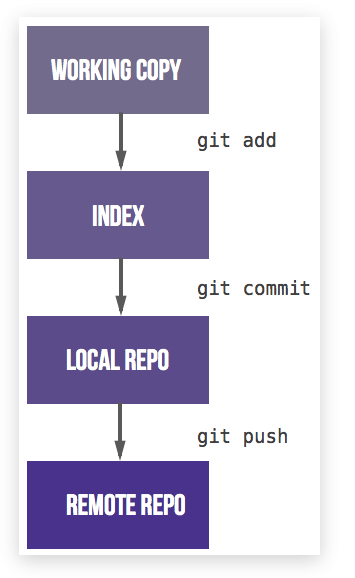 WORKING COPY
git add
INDEX
git commit
LOCAL REPO
git push
REMOTE REPO